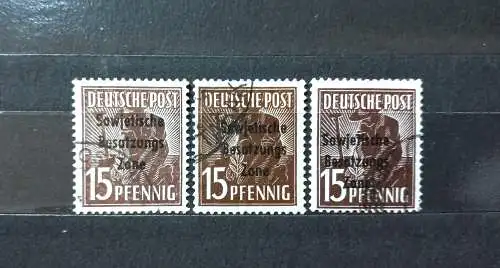 DEUTSCHE POST
Sowjetische
Besatzungs
Zone
15 PFENNIG
DEUTSCHE POST
Sowjetische
Besatzungs
Zone
15 PFENNIG
DEUTSCHE POST
Sowjetische
Besatzungs
Zone
15 PFENNIG